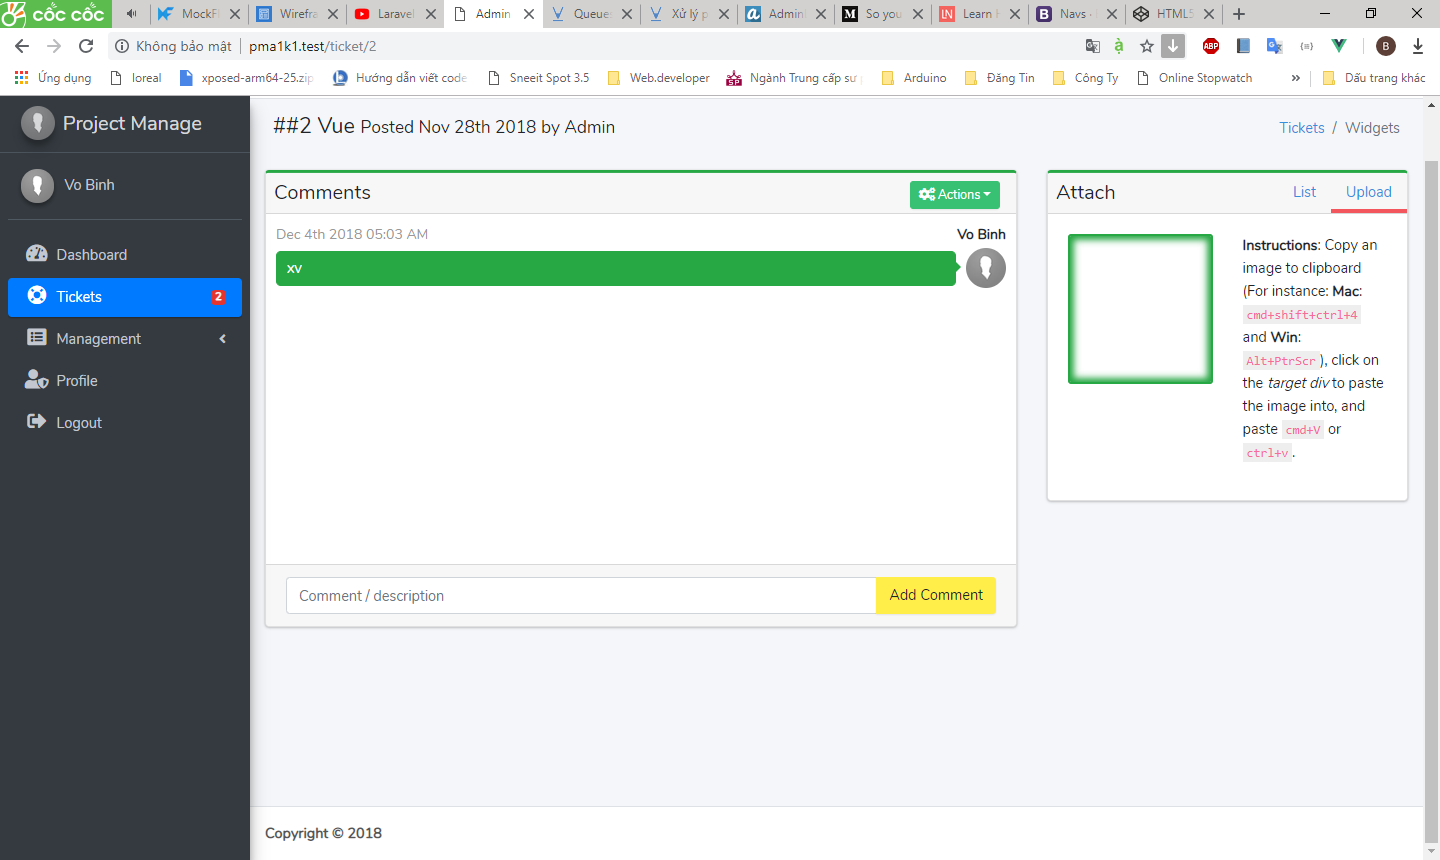 cốc cốc
MockFl
Wirefra
Laravel
Admin
Queues
Xử lý p
Admin
So you
Learn
Navs ·
HTML5
Không bảo mật
pma1k1.test/ticket/2
ABP
B
Ứng dụng
loreal
xposed-arm64-25.zip
Hướng dẫn viết code
Sneeit Spot 3.5
Web.developer
Ngành Trung cấp sư
Arduino
Đăng Tin
Công Ty
Online Stopwatch
»
Dấu trang khác
Project Manage
Vo Binh
Dashboard
Tickets
2
Management
Profile
Logout
##2 Vue Posted Nov 28th 2018 by Admin
Tickets / Widgets
Comments
Actions
Dec 4th 2018 05:03 AM
Vo Binh
xv
Comment / description
Add Comment
Attach
List
Upload
Instructions: Copy an
image to clipboard
(For instance: Mac:
cmd+shift+ctrl+4
and Win:
Alt+PtrScr), click on
the target div to paste
the image into, and
paste cmd+V or
ctrl+v.
Copyright © 2018